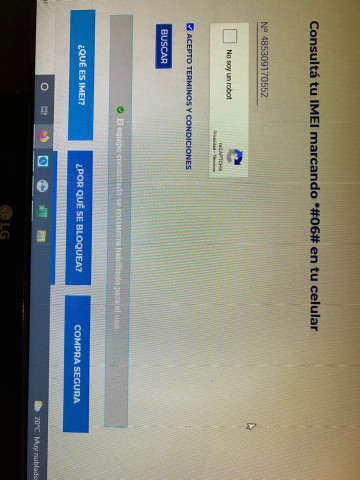 Consultá tu IMEI marcando *#06# en tu celular
Nº 485309170552
No soy un robot
reCAPTCHA
Privacidad - Términos
ACEPTO TERMINOS Y CONDICIONES
BUSCAR
El equipo consultado se encuentra habilitado para el uso.
¿QUÉ ES IMEI?
¿POR QUÉ SE BLOQUEA?
COMPRA SEGURA
20°C Muy nublado
LG